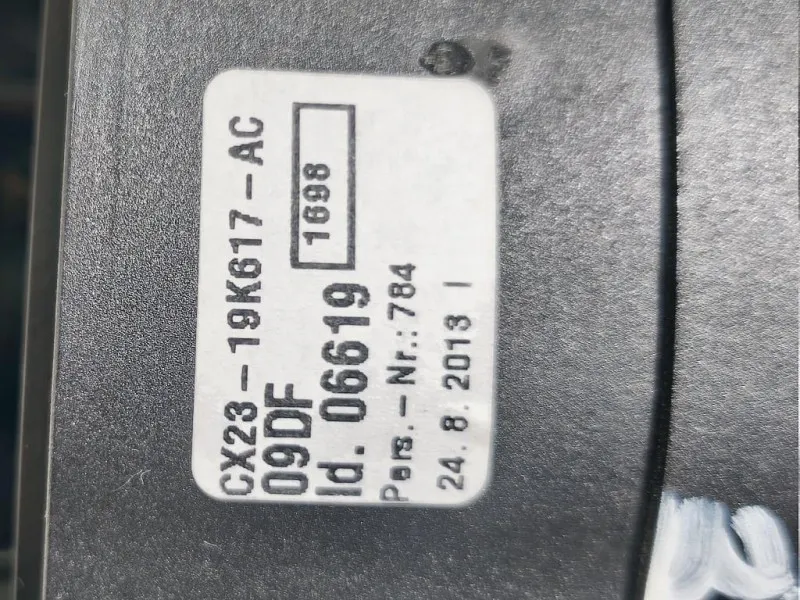 CX23-19K617-AC
09DF
Id. 06619
1698
Pers.-Nr.:784
24. 8. 2013 I